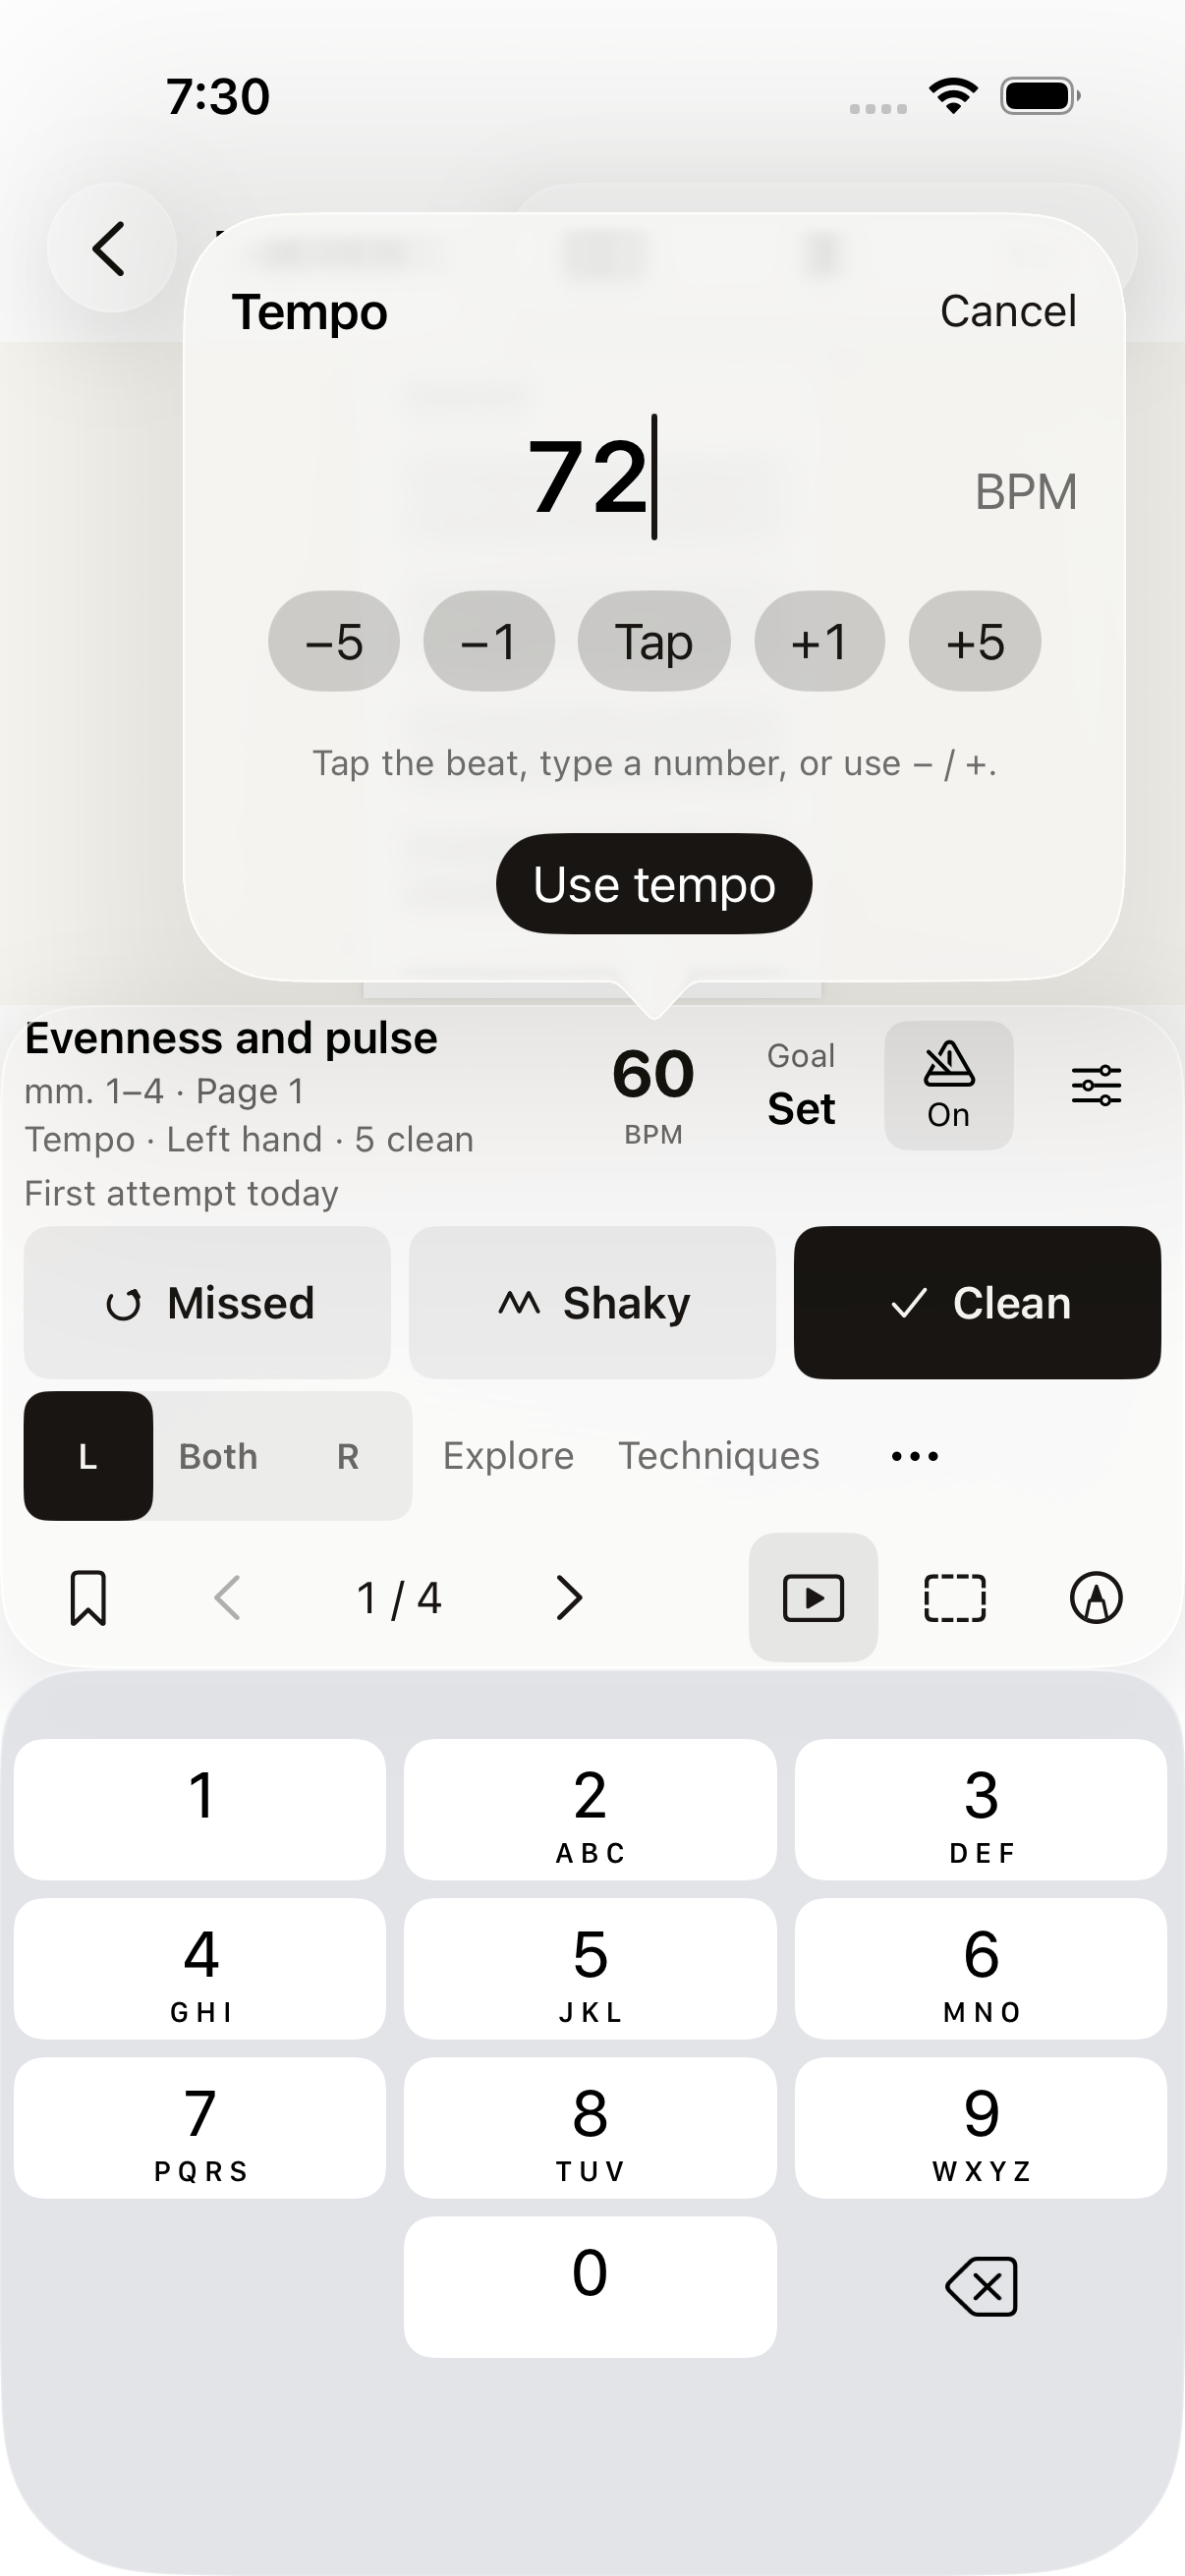 7:30
Tempo Cancel
72 BPM
−5 −1 Tap +1 +5
Tap the beat, type a number, or use − / +.
Use tempo
Evenness and pulse
mm. 1–4 · Page 1
Tempo · Left hand · 5 clean
First attempt today
60
BPM
Goal
Set
On
Missed Shaky Clean
L Both R Explore Techniques
1 / 4
1
2
ABC
3
DEF
4
GHI
5
JKL
6
MNO
7
PQRS
8
TUV
9
WXYZ
0